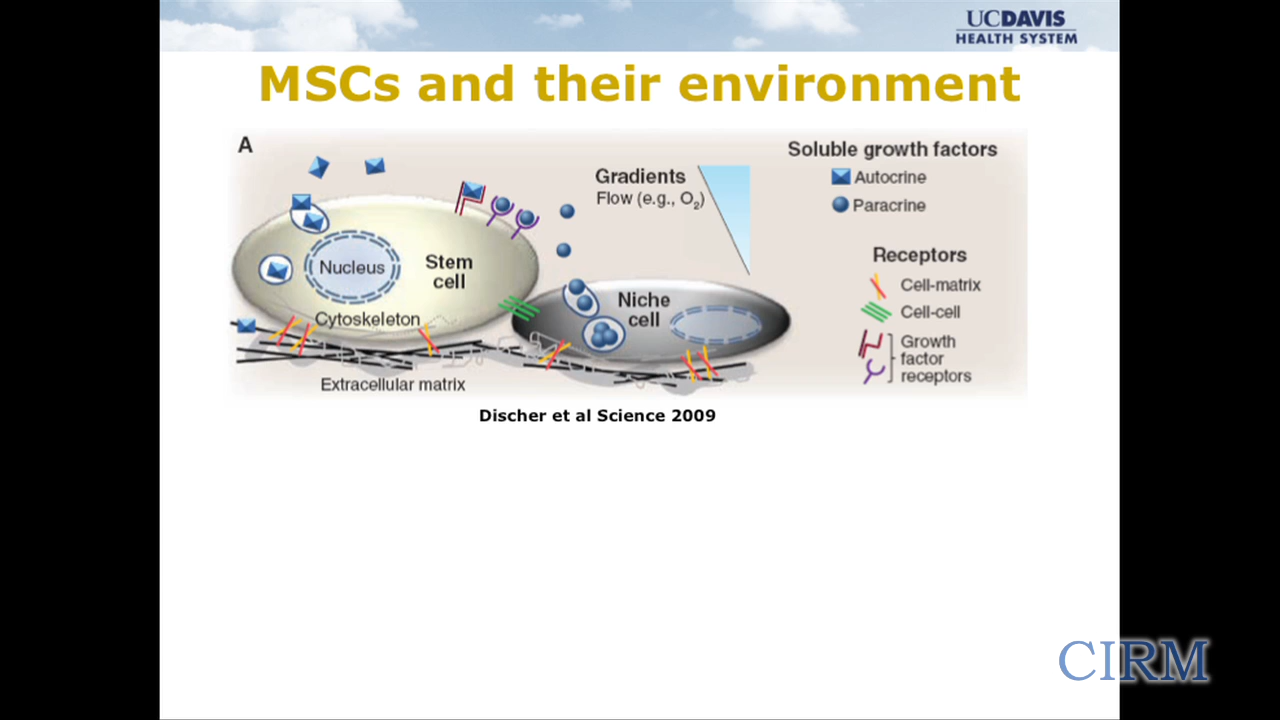 UCDAVIS
HEALTH SYSTEM
MSCs and their environment
A
Soluble growth factors
Autocrine
Paracrine
Gradients
Flow (e.g., O₂)
Receptors
Cell-matrix
Cell-cell
Growth
factor
receptors
Nucleus
Stem
cell
Cytoskeleton
Niche
cell
Extracellular matrix
Discher et al Science 2009
CIRM